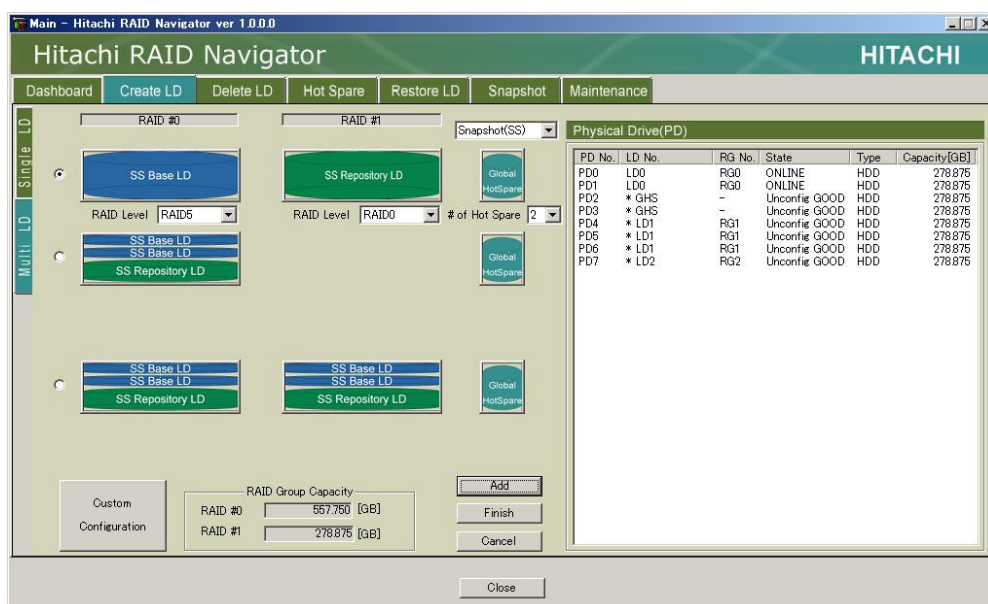 Main - Hitachi RAID Navigator ver 1.0.0.0
Hitachi RAID Navigator
HITACHI
Dashboard Create LD Delete LD Hot Spare Restore LD Snapshot Maintenance
Single LD
Multi LD
RAID #0 RAID #1 Snapshot(SS)
SS Base LD SS Repository LD Global HotSpare
RAID Level RAID5 RAID Level RAID0 # of Hot Spare 2
SS Base LD
SS Base LD
SS Repository LD
Global HotSpare
SS Base LD SS Base LD
SS Base LD SS Base LD
SS Repository LD SS Repository LD
Global HotSpare
Custom Configuration
RAID Group Capacity
RAID #0 557.750 [GB]
RAID #1 278.875 [GB]
Add
Finish
Cancel
Physical Drive(PD)
PD No. LD No. RG No. State Type Capacity[GB]
PD0 LD0 RG0 ONLINE HDD 278.875
PD1 LD0 RG0 ONLINE HDD 278.875
PD2 * GHS - Unconfig GOOD HDD 278.875
PD3 * GHS - Unconfig GOOD HDD 278.875
PD4 * LD1 RG1 Unconfig GOOD HDD 278.875
PD5 * LD1 RG1 Unconfig GOOD HDD 278.875
PD6 * LD1 RG1 Unconfig GOOD HDD 278.875
PD7 * LD2 RG2 Unconfig GOOD HDD 278.875
Close